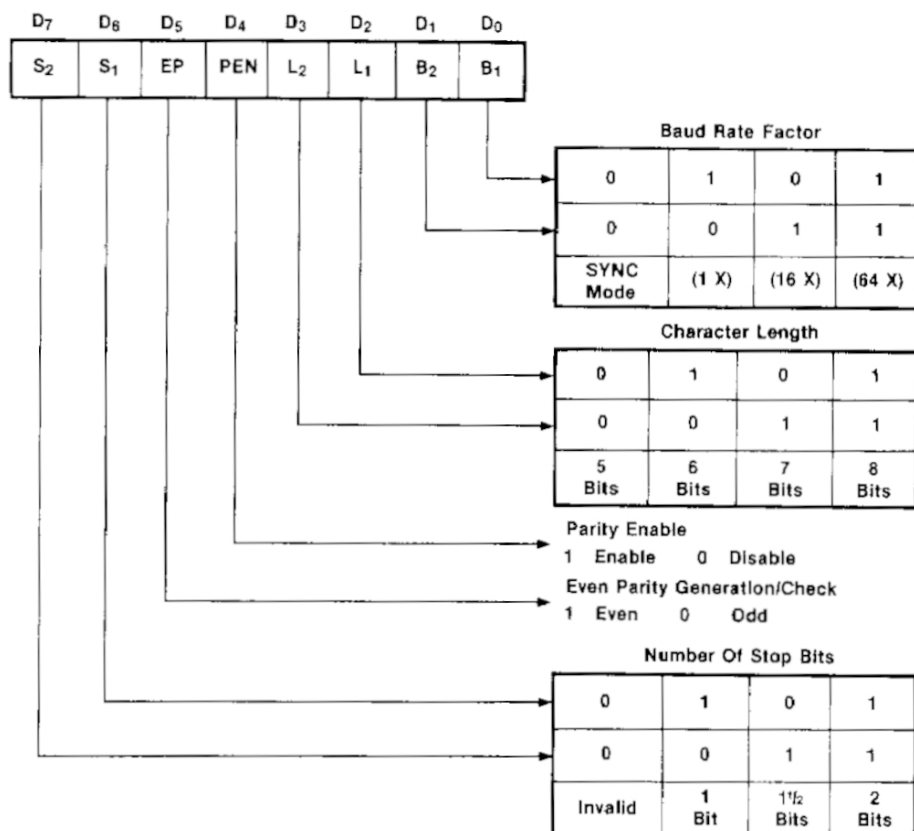 D7 D6 D5 D4 D3 D2 D1 D0
S2 S1 EP PEN L2 L1 B2 B1
Baud Rate Factor
0 1 0 1
0 0 1 1
SYNC Mode (1 X) (16 X) (64 X)
Character Length
0 1 0 1
0 0 1 1
5 Bits 6 Bits 7 Bits 8 Bits
Parity Enable
1 Enable 0 Disable
Even Parity Generation/Check
1 Even 0 Odd
Number Of Stop Bits
0 1 0 1
0 0 1 1
Invalid 1 Bit 1½ Bits 2 Bits